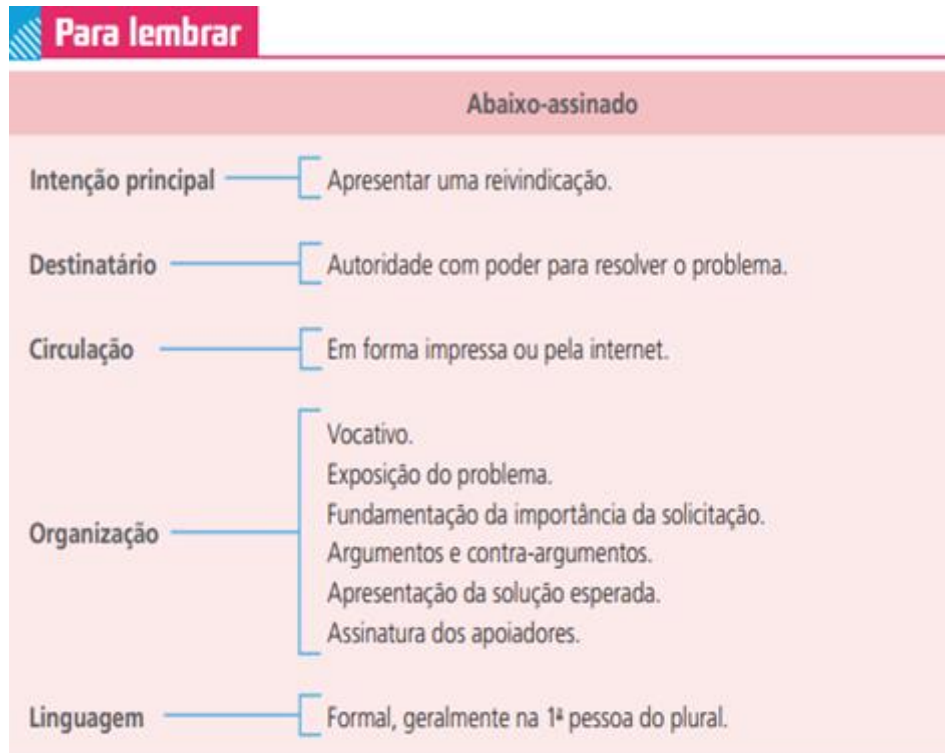 Para lembrar
Abaixo-assinado
Intenção principal
Apresentar uma reivindicação.
Destinatário
Autoridade com poder para resolver o problema.
Circulação
Em forma impressa ou pela internet.
Organização
Vocativo.
Exposição do problema.
Fundamentação da importância da solicitação.
Argumentos e contra-argumentos.
Apresentação da solução esperada.
Assinatura dos apoiadores.
Linguagem
Formal, geralmente na 1ª pessoa do plural.